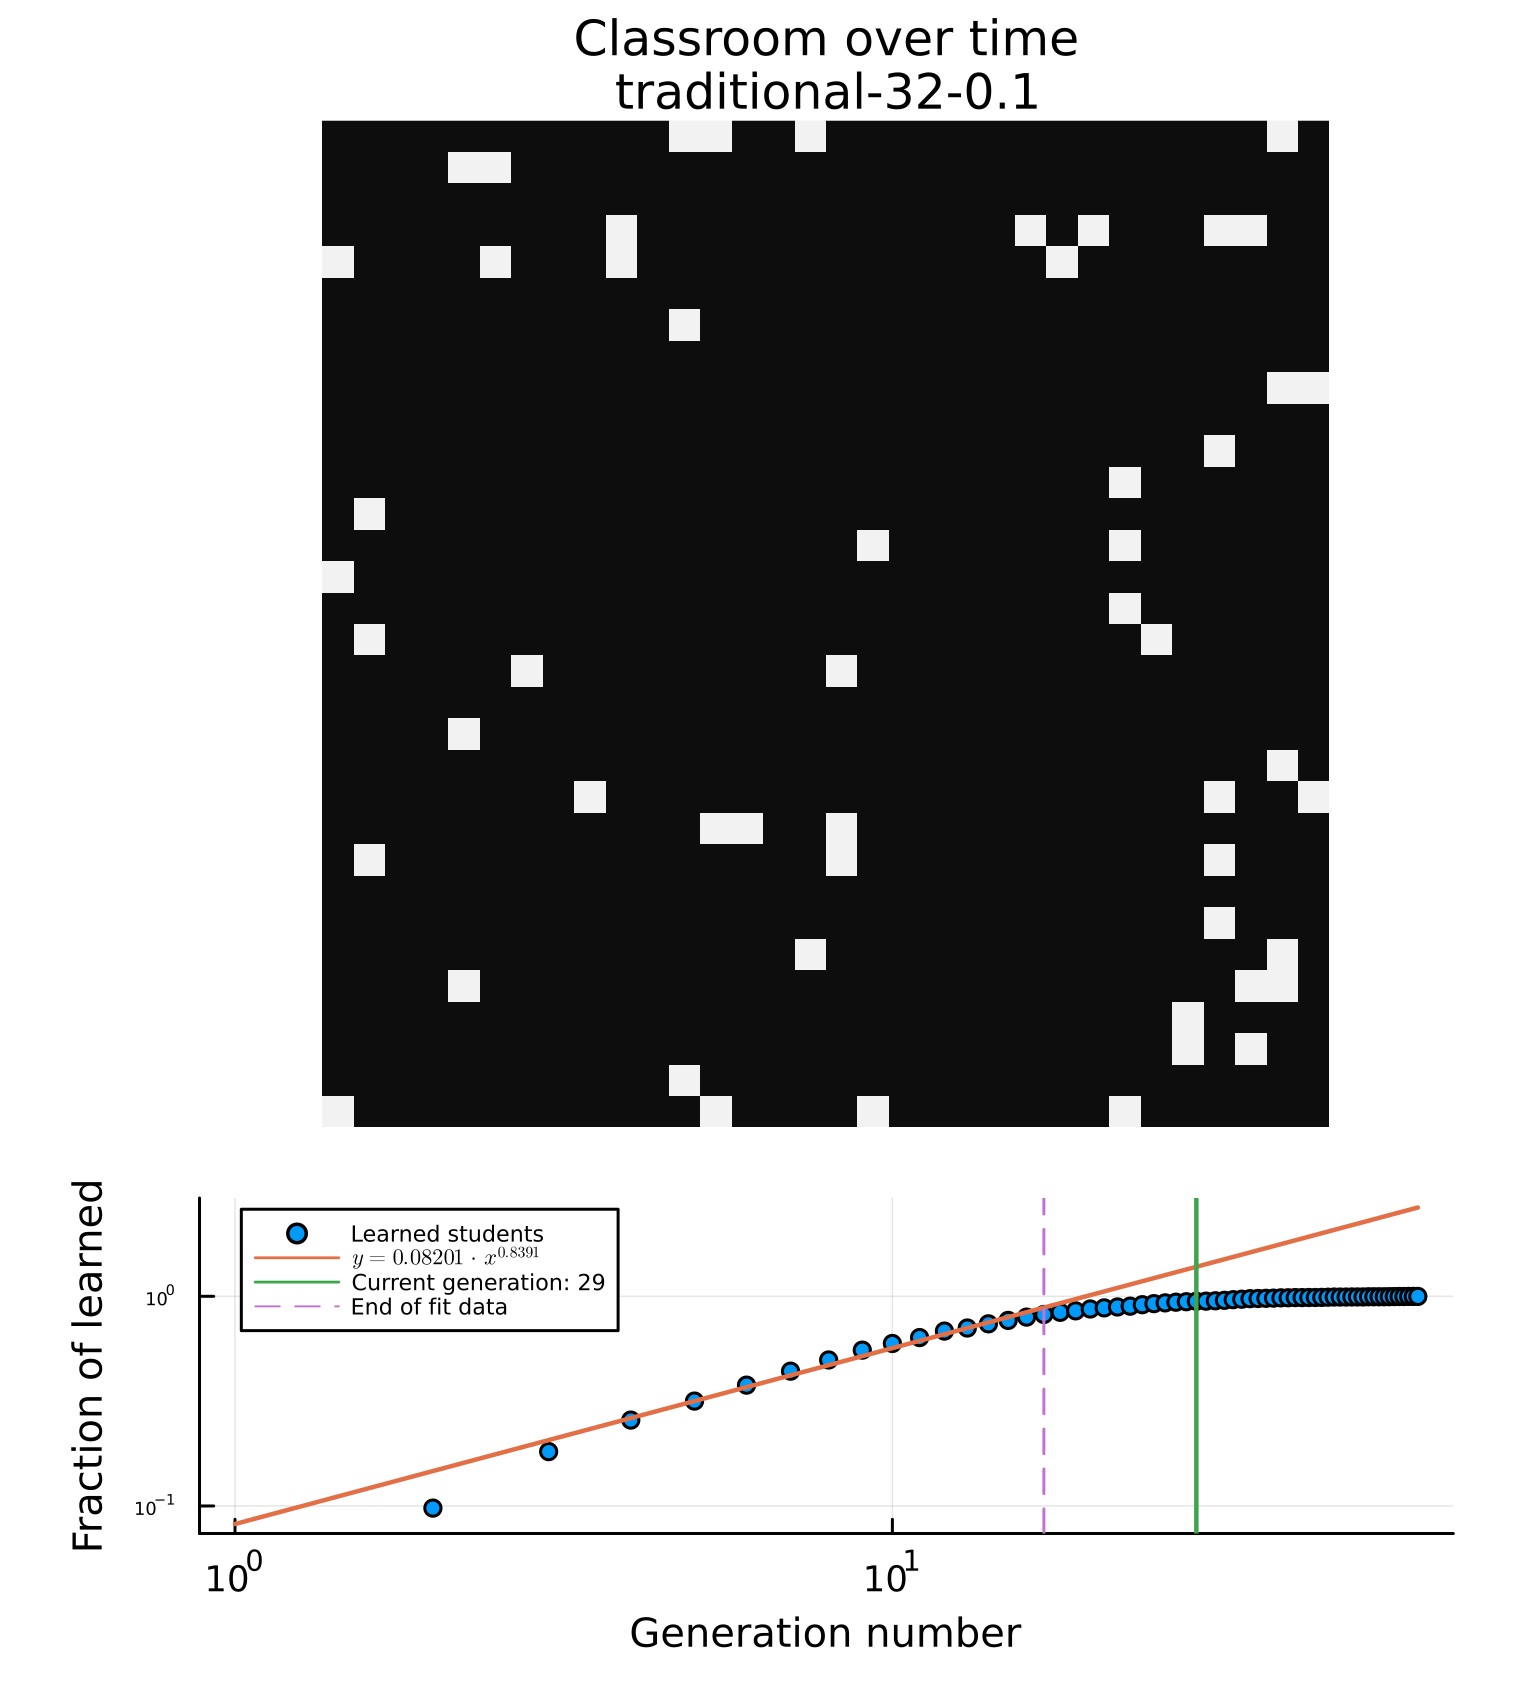 Classroom over time
traditional-32-0.1
Fraction of learned
Learned students
y = 0.08201 · x^0.8391
Current generation: 29
End of fit data
10^0
10^-1
10^0
10^1
Generation number